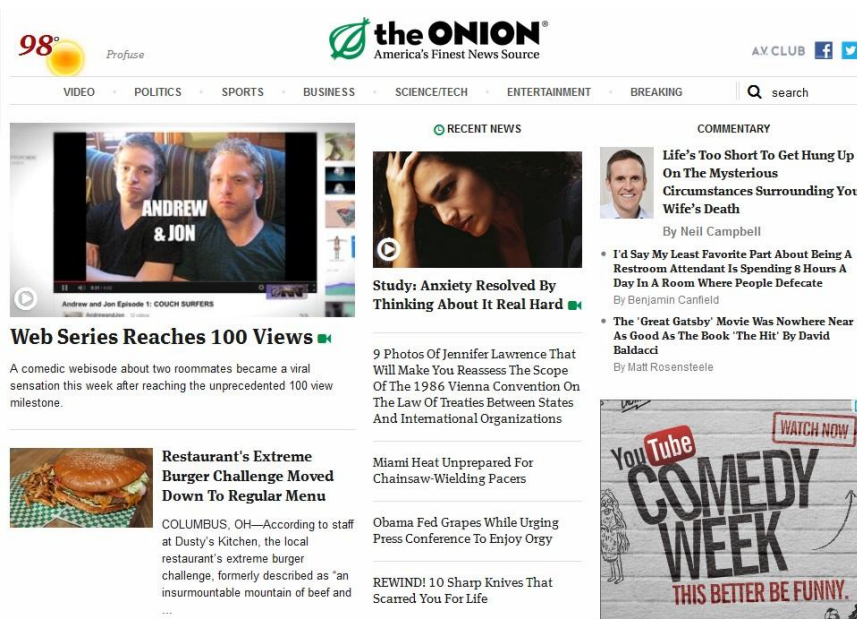 98°
Profuse
the ONION®
America's Finest News Source
A.V. CLUB
VIDEO
POLITICS
SPORTS
BUSINESS
SCIENCE/TECH
ENTERTAINMENT
BREAKING
search
ANDREW
& JON
Andrew and Jon Episode 1: COUCH SURFERS
Web Series Reaches 100 Views
A comedic webisode about two roommates became a viral
sensation this week after reaching the unprecedented 100 view
milestone.
Restaurant's Extreme
Burger Challenge Moved
Down To Regular Menu
COLUMBUS, OH—According to staff
at Dusty's Kitchen, the local
restaurant's extreme burger
challenge, formerly described as "an
insurmountable mountain of beef and
...
RECENT NEWS
Study: Anxiety Resolved By
Thinking About It Real Hard
9 Photos Of Jennifer Lawrence That
Will Make You Reassess The Scope
Of The 1986 Vienna Convention On
The Law Of Treaties Between States
And International Organizations
Miami Heat Unprepared For
Chainsaw-Wielding Pacers
Obama Fed Grapes While Urging
Press Conference To Enjoy Orgy
REWIND! 10 Sharp Knives That
Scarred You For Life
COMMENTARY
Life's Too Short To Get Hung Up
On The Mysterious
Circumstances Surrounding You
Wife's Death
By Neil Campbell
I'd Say My Least Favorite Part About Being A
Restroom Attendant Is Spending 8 Hours A
Day In A Room Where People Defecate
By Benjamin Canfield
The 'Great Gatsby' Movie Was Nowhere Near
As Good As The Book 'The Hit' By David
Baldacci
By Matt Rosensteele
WATCH NOW
YouTube
COMEDY
WEEK
THIS BETTER BE FUNNY.